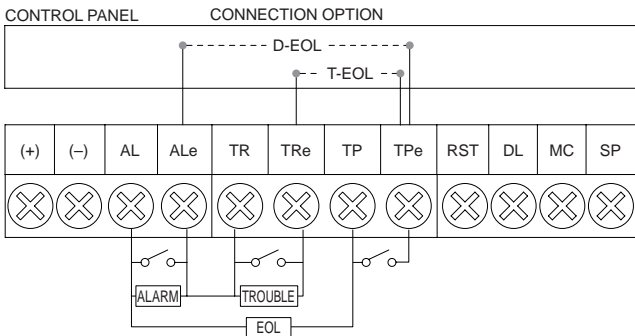 CONTROL PANEL CONNECTION OPTION
D-EOL
T-EOL
(+) (–) AL ALe TR TRe TP TPe RST DL MC SP
ALARM TROUBLE
EOL